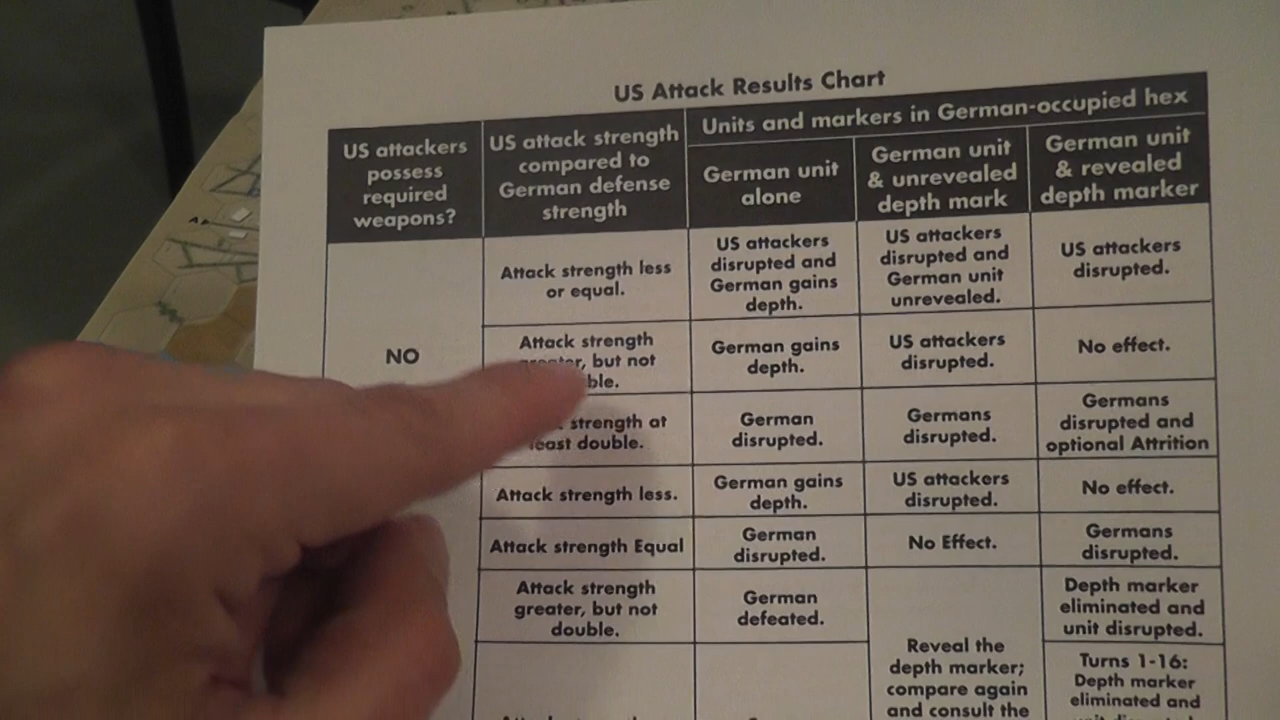 US Attack Results Chart
US attackers
possess
required
weapons?
US attack strength
compared to
German defense
strength
Units and markers in German-occupied hex
German unit
alone
German unit
& unrevealed
depth mark
German unit
& revealed
depth marker
NO
Attack strength less
or equal.
US attackers
disrupted and
German gains
depth.
US attackers
disrupted and
German unit
unrevealed.
US attackers
disrupted.
Attack strength
greater, but not
German gains
depth.
US attackers
disrupted.
No effect.
strength at
least double.
German
disrupted.
Germans
disrupted.
Germans
disrupted and
optional Attrition
Attack strength less.
German gains
depth.
US attackers
disrupted.
No effect.
Attack strength Equal
German
disrupted.
No Effect.
Germans
disrupted.
Attack strength
greater, but not
double.
German
defeated.
Reveal the
depth marker;
compare again
and consult the
Depth marker
eliminated and
unit disrupted.
Turns 1-16:
Depth marker
eliminated and